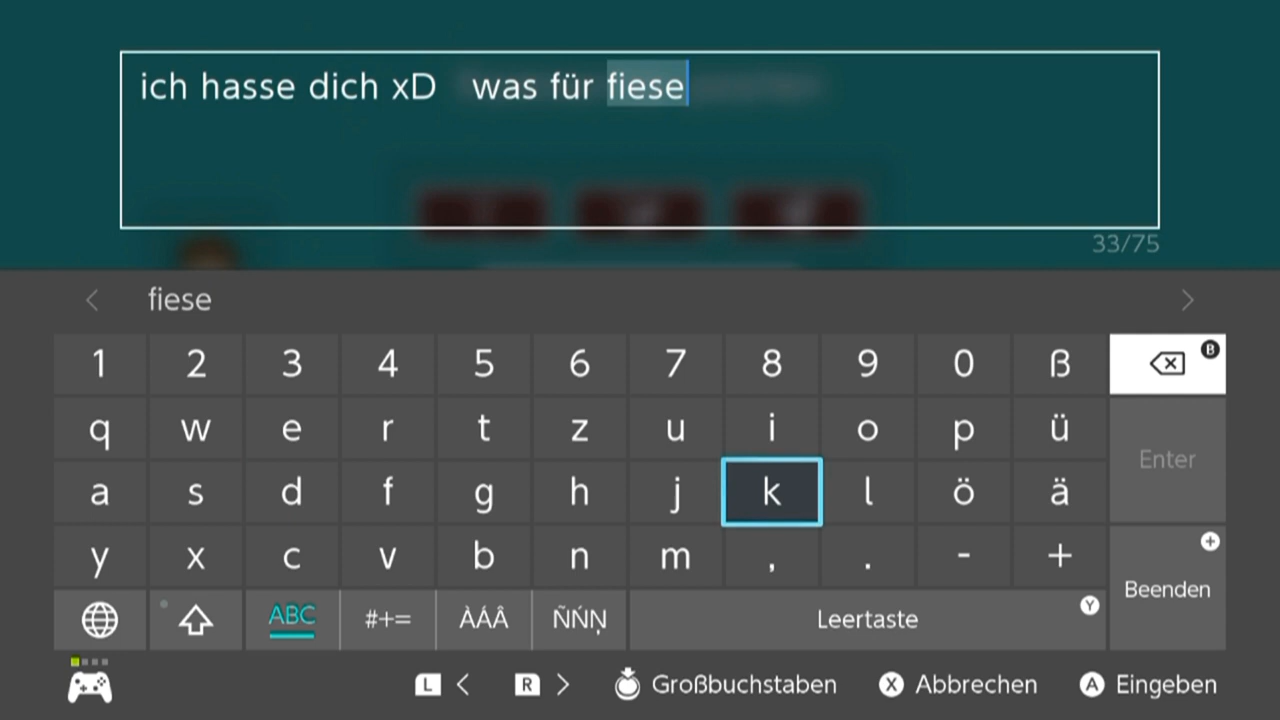 ich hasse dich xD   was für fiese
33/75
< fiese >
1 2 3 4 5 6 7 8 9 0 ß B
q w e r t z u i o p ü
a s d f g h j k l ö ä Enter
y x c v b n m , . - +
ABC #+= ÀÁÂ ÑŃŅ Leertaste Y + Beenden
L < R > Großbuchstaben X Abbrechen A Eingeben